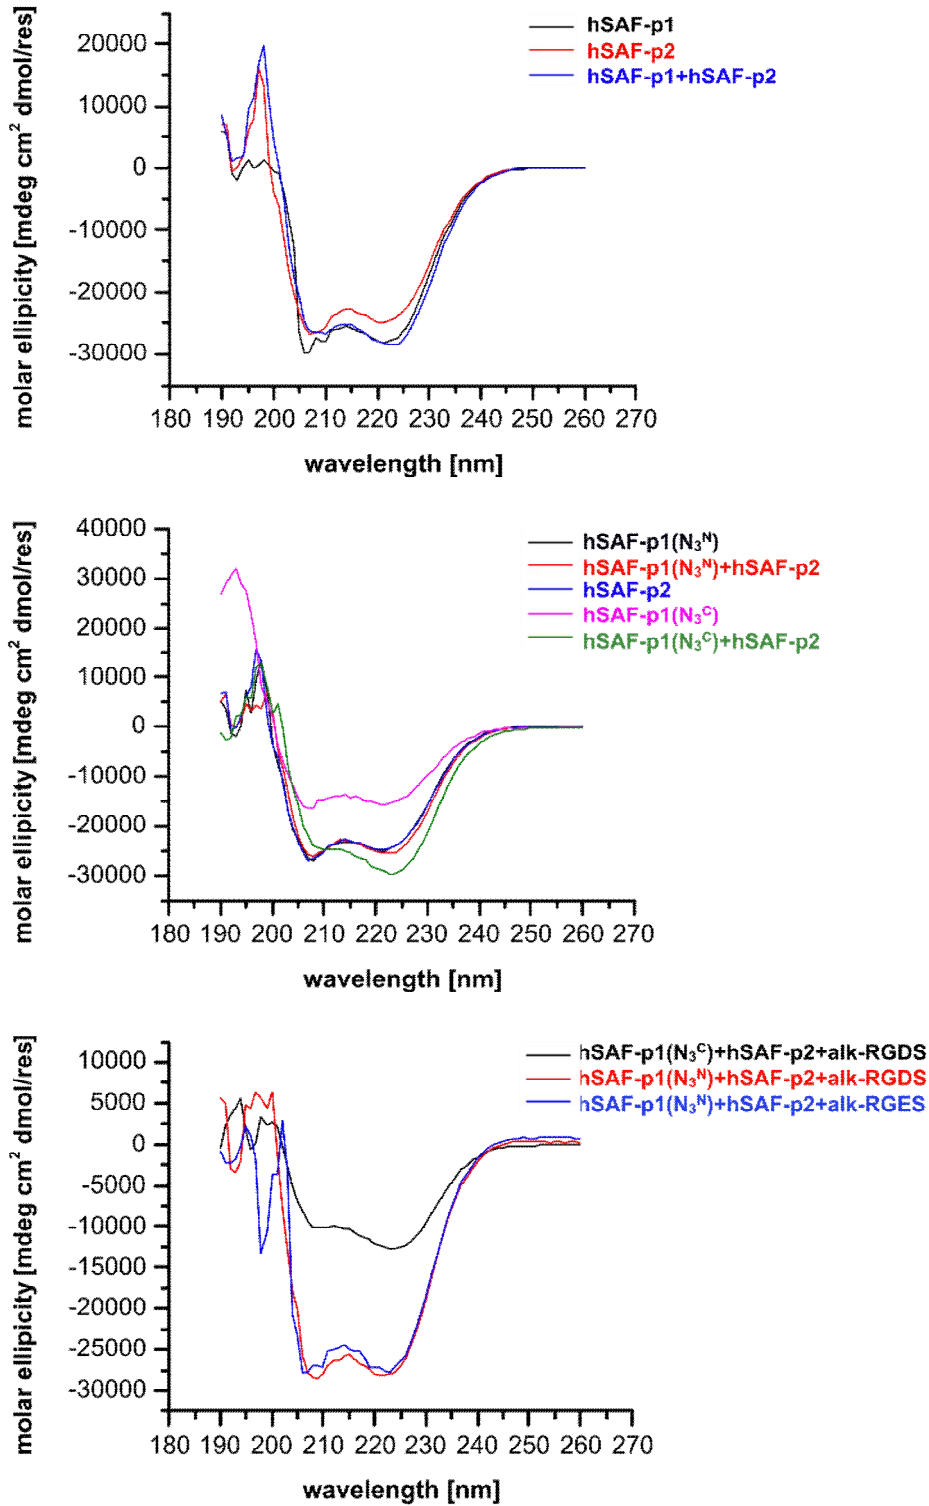 molar ellipicity [mdeg cm² dmol/res]
hSAF-p1
hSAF-p2
hSAF-p1+hSAF-p2
20000
10000
0
-10000
-20000
-30000
180 190 200 210 220 230 240 250 260 270
wavelength [nm]
molar ellipicity [mdeg cm² dmol/res]
hSAF-p1(N₃ᴺ)
hSAF-p1(N₃ᴺ)+hSAF-p2
hSAF-p2
hSAF-p1(N₃ᶜ)
hSAF-p1(N₃ᶜ)+hSAF-p2
40000
30000
20000
10000
0
-10000
-20000
-30000
180 190 200 210 220 230 240 250 260 270
wavelength [nm]
molar ellipicity [mdeg cm² dmol/res]
hSAF-p1(N₃ᶜ)+hSAF-p2+alk-RGDS
hSAF-p1(N₃ᴺ)+hSAF-p2+alk-RGDS
hSAF-p1(N₃ᴺ)+hSAF-p2+alk-RGES
10000
5000
0
-5000
-10000
-15000
-20000
-25000
-30000
180 190 200 210 220 230 240 250 260 270
wavelength [nm]